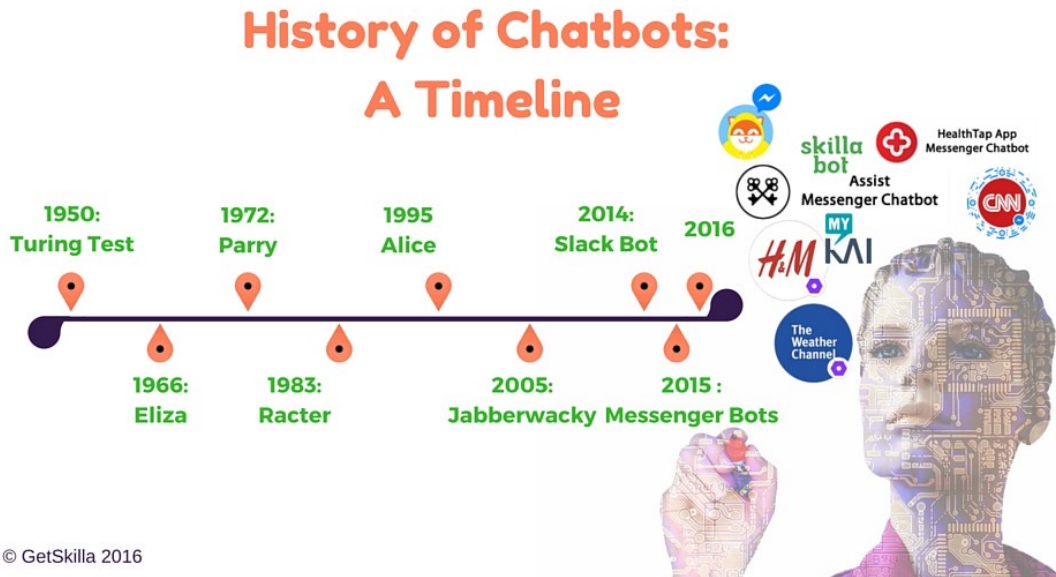 History of Chatbots:
A Timeline
1950:
Turing Test
1972:
Parry
1995
Alice
2014:
Slack Bot
2016
1966:
Eliza
1983:
Racter
2005:
Jabberwacky
2015 :
Messenger Bots
skilla
bot
HealthTap App
Messenger Chatbot
Assist
Messenger Chatbot
CNN
MY
KAI
H&M
The
Weather
Channel
© GetSkilla 2016